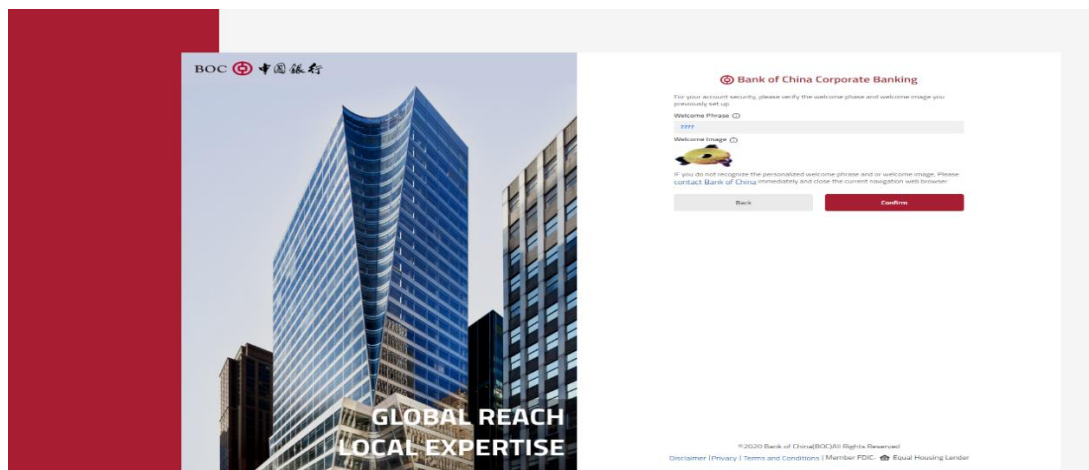 BOC 中国银行
GLOBAL REACH
LOCAL EXPERTISE
Bank of China Corporate Banking
For your account security, please verify the welcome phase and welcome image you
previously set up.
Welcome Phrase
7777
Welcome Image
IF you do not recognize the personalized welcome phrase and or welcome image, Please
contact Bank of China immediately and close the current navigation web browser
Back
Confirm
©2020 Bank of China(BOC)All Rights Reserved
Disclaimer |Privacy | Terms and Conditions | Member FDIC- Equal Housing Lender